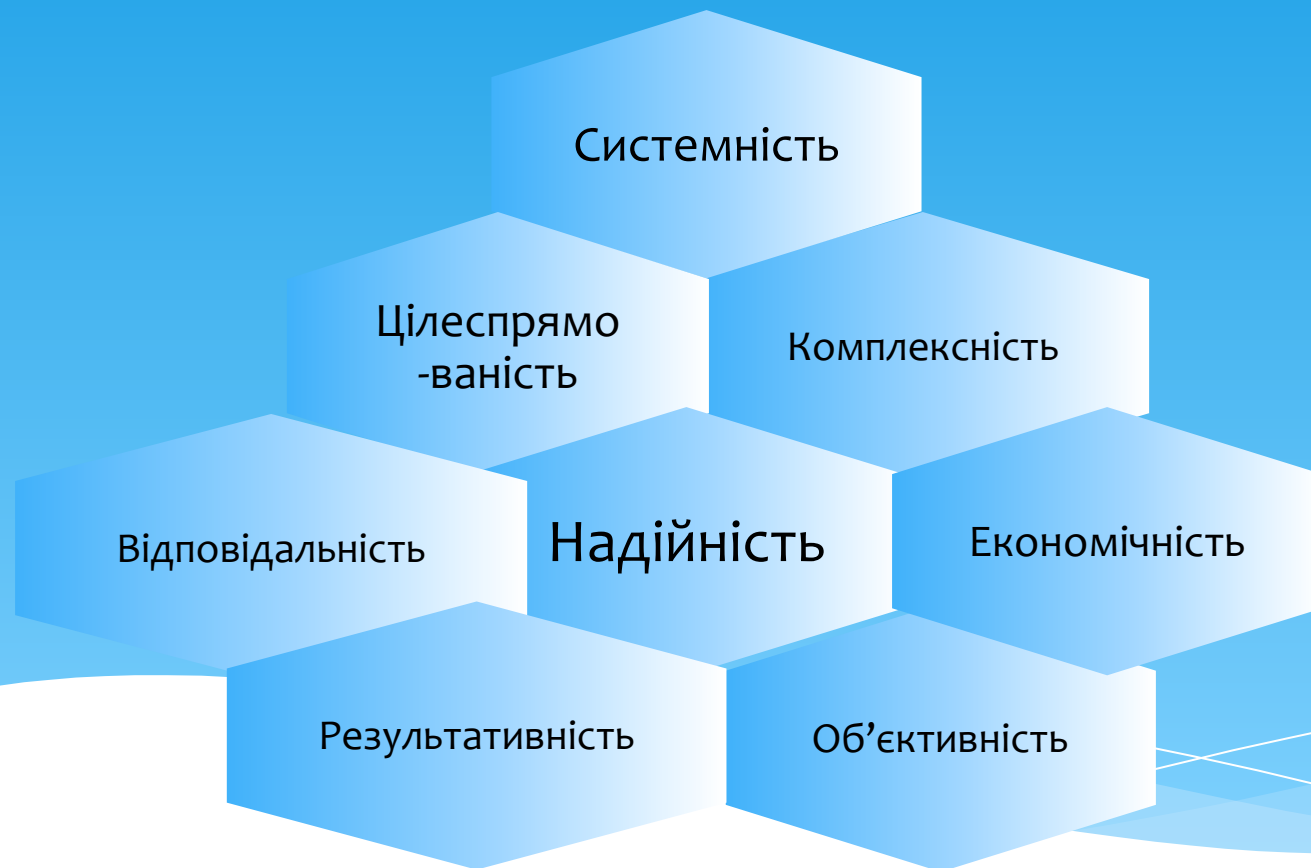 Системність
Цілеспрямо
-ваність
Комплексність
Відповідальність
Надійність
Економічність
Результативність
Об’єктивність